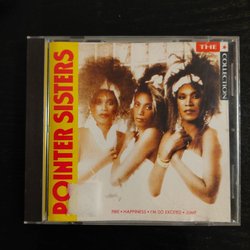 POINTER SISTERS
THE
COLLECTION
FIRE • HAPPINESS • I'M SO EXCITED • JUMP